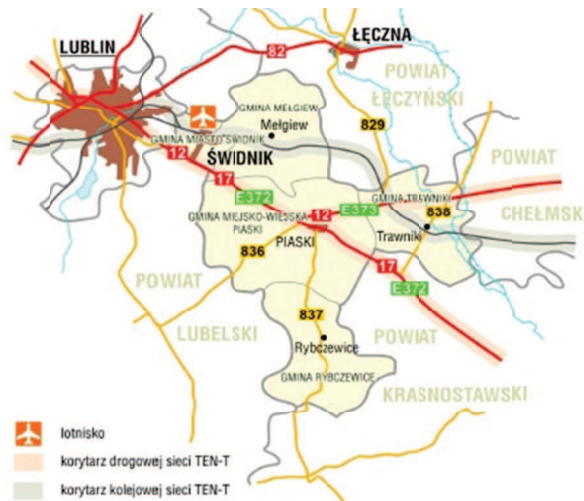 LUBLIN
82
ŁĘCZNA
POWIAT
ŁĘCZYŃSKI
GMINA MEŁGIEW
Mełgiew
829
GMINA MIASTO ŚWIDNIK
12
ŚWIDNIK
17
POWIAT
E372
12
E373
GMINA TRAWNIKI
838
CHEŁMSK
GMINA MIEJSKO-WIEJSKA
PIASKI
PIASKI
Trawniki
836
17
E372
POWIAT
837
LUBELSKI
POWIAT
Rybczewice
GMINA RYBCZEWICE
KRASNOSTAWSKI
lotnisko
korytarz drogowej sieci TEN-T
korytarz kolejowej sieci TEN-T